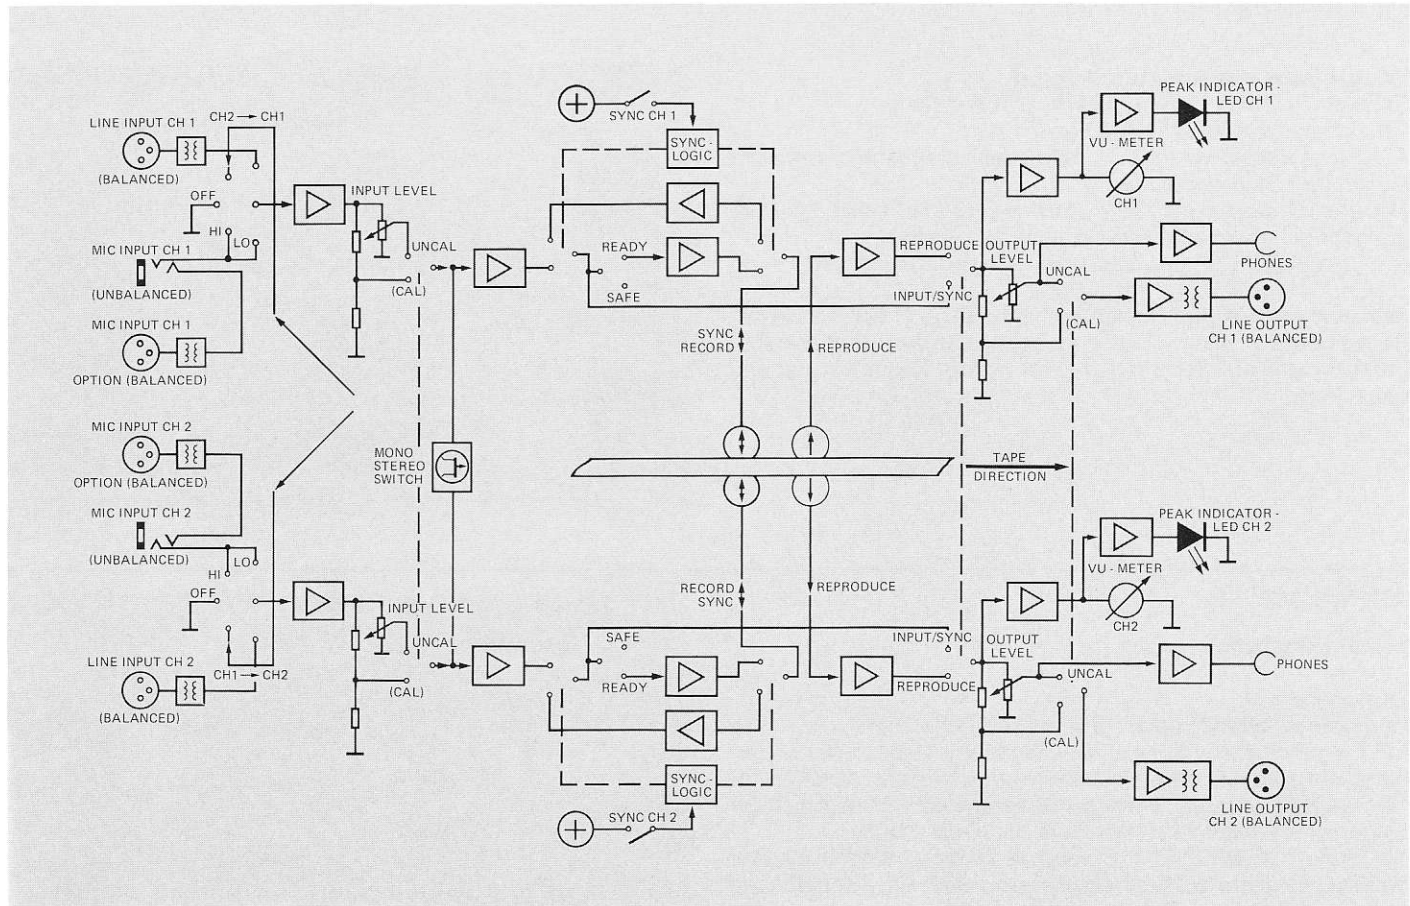 LINE INPUT CH 1
(BALANCED)
CH2 → CH1
OFF
HI
LO
MIC INPUT CH 1
(UNBALANCED)
MIC INPUT CH 1
OPTION (BALANCED)
INPUT LEVEL
UNCAL
(CAL)
SYNC CH 1
SYNC -
LOGIC
READY
SAFE
SYNC
RECORD
REPRODUCE
REPRODUCE
INPUT/SYNC
OUTPUT
LEVEL
UNCAL
(CAL)
VU - METER
CH1
PEAK INDICATOR -
LED CH 1
PHONES
LINE OUTPUT
CH 1 (BALANCED)
MIC INPUT CH 2
OPTION (BALANCED)
MIC INPUT CH 2
(UNBALANCED)
MONO
STEREO
SWITCH
TAPE
DIRECTION
HI
LO
OFF
LINE INPUT CH 2
(BALANCED)
CH1 → CH2
INPUT LEVEL
UNCAL
(CAL)
RECORD
SYNC
REPRODUCE
SAFE
READY
SYNC -
LOGIC
SYNC CH 2
INPUT/SYNC
REPRODUCE
OUTPUT
LEVEL
UNCAL
(CAL)
VU - METER
CH2
PEAK INDICATOR -
LED CH 2
PHONES
LINE OUTPUT
CH 2 (BALANCED)